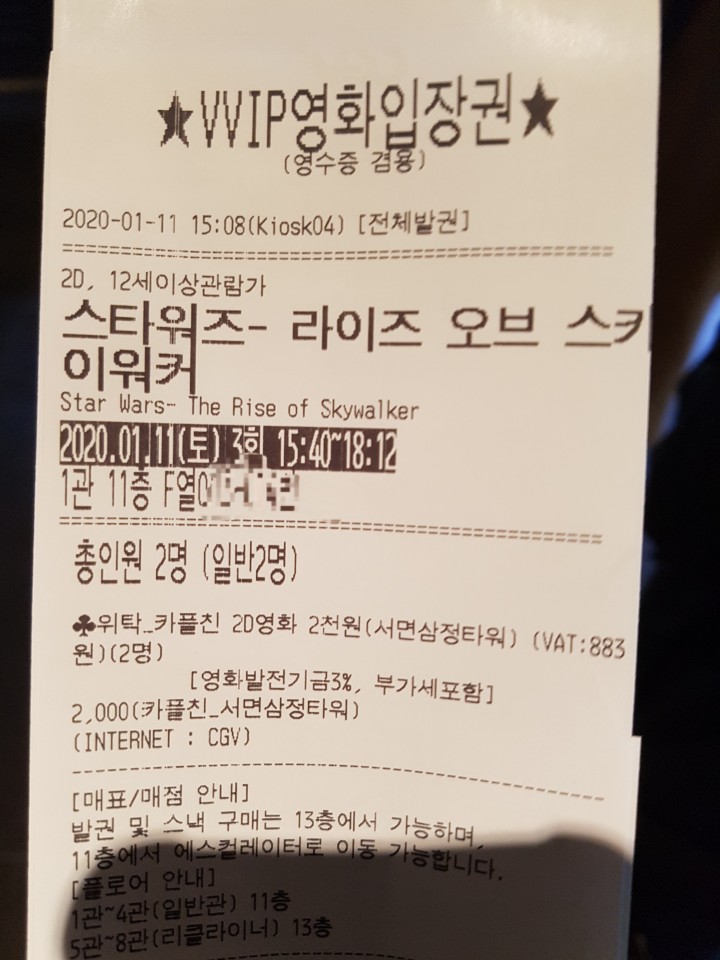 ★VVIP영화입장권★
(영수증 겸용)
2020-01-11 15:08(Kiosk04) [전체발권]
2D, 12세이상관람가
스타워즈- 라이즈 오브 스카
이워커
Star Wars- The Rise of Skywalker
2020.01.11(토) 3회 15:40~18:12
1관 11층 F열
총인원 2명 (일반2명)
♣위탁_카플친 2D영화 2천원(서면삼정타워) (VAT:883
원)(2명)
[영화발전기금3%, 부가세포함]
2,000(카플친_서면삼정타워)
(INTERNET : CGV)
[매표/매점 안내]
발권 및 스낵 구매는 13층에서 가능하며,
11층에서 에스컬레이터로 이동 가능합니다.
[플로어 안내]
1관~4관(일반관) 11층
5관~8관(리클라이너) 13층